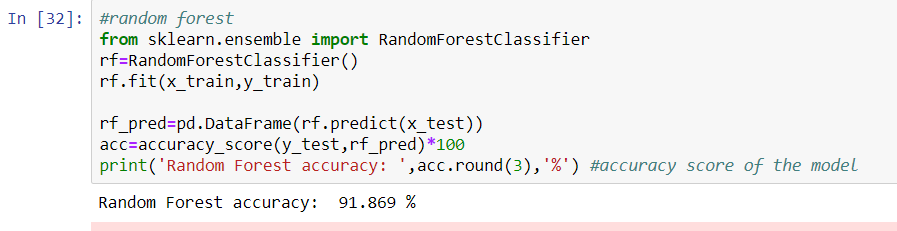 In [32]:
#random forest
from sklearn.ensemble import RandomForestClassifier
rf=RandomForestClassifier()
rf.fit(x_train,y_train)
rf_pred=pd.DataFrame(rf.predict(x_test))
acc=accuracy_score(y_test,rf_pred)*100
print('Random Forest accuracy: ',acc.round(3),'%') #accuracy score of the model
Random Forest accuracy:  91.869 %